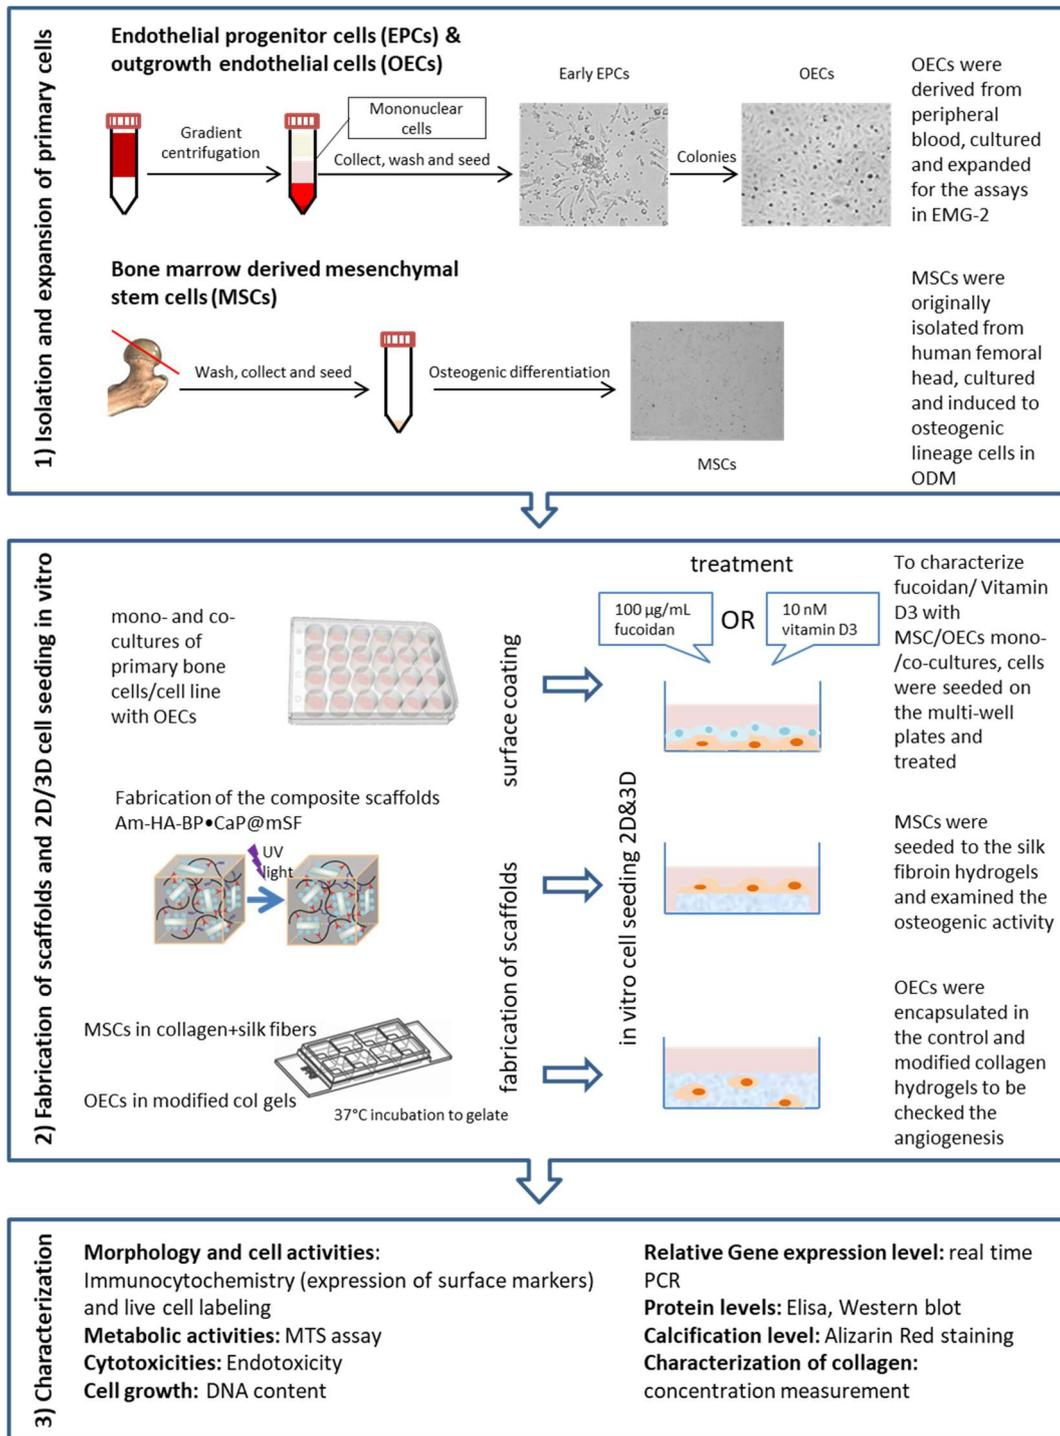 1) Isolation and expansion of primary cells
Endothelial progenitor cells (EPCs) &
outgrowth endothelial cells (OECs)
Gradient
centrifugation
Mononuclear
cells
Collect, wash and seed
Early EPCs
Colonies
OECs
OECs were
derived from
peripheral
blood, cultured
and expanded
for the assays
in EMG-2
Bone marrow derived mesenchymal
stem cells (MSCs)
Wash, collect and seed
Osteogenic differentiation
MSCs
MSCs were
originally
isolated from
human femoral
head, cultured
and induced to
osteogenic
lineage cells in
ODM
2) Fabrication of scaffolds and 2D/3D cell seeding in vitro
mono- and co-
cultures of
primary bone
cells/cell line
with OECs
surface coating
treatment
100 µg/mL
fucoidan
OR
10 nM
vitamin D3
To characterize
fucoidan/ Vitamin
D3 with
MSC/OECs mono-
/co-cultures, cells
were seeded on
the multi-well
plates and
treated
Fabrication of the composite scaffolds
Am-HA-BP•CaP@mSF
UV
light
fabrication of scaffolds
in vitro cell seeding 2D&3D
MSCs were
seeded to the silk
fibroin hydrogels
and examined the
osteogenic activity
MSCs in collagen+silk fibers
OECs in modified col gels
37°C incubation to gelate
OECs were
encapsulated in
the control and
modified collagen
hydrogels to be
checked the
angiogenesis
3) Characterization
Morphology and cell activities:
Immunocytochemistry (expression of surface markers)
and live cell labeling
Metabolic activities: MTS assay
Cytotoxicities: Endotoxicity
Cell growth: DNA content
Relative Gene expression level: real time
PCR
Protein levels: Elisa, Western blot
Calcification level: Alizarin Red staining
Characterization of collagen:
concentration measurement